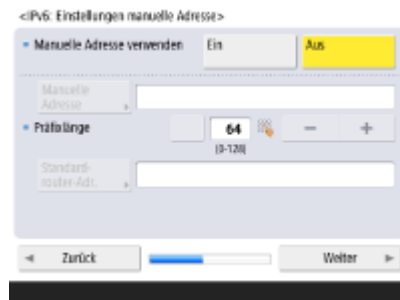 <IPv6: Einstellungen manuelle Adresse>
Manuelle Adresse verwenden
Ein
Aus
Manuelle
Adresse
Präfixlänge
64
- +
(0-128)
Standard-
router-Adr.
Zurück
Weiter